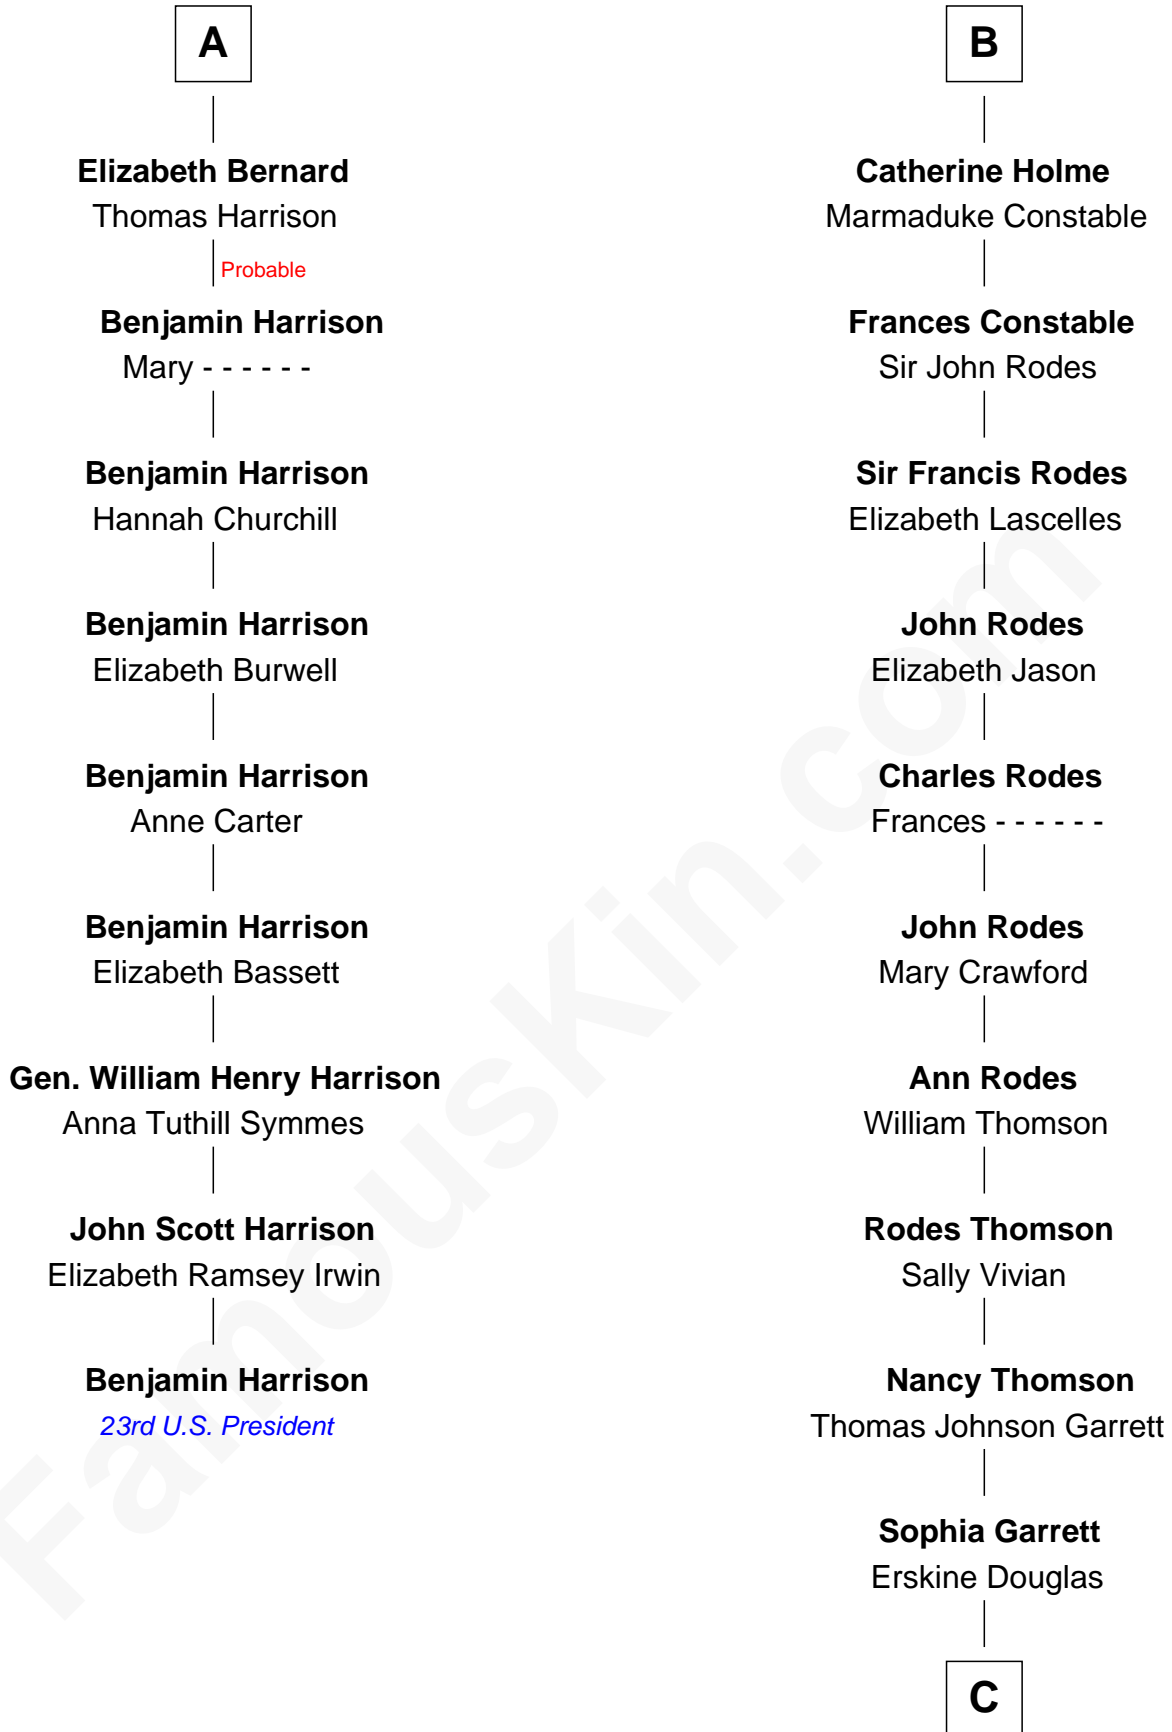 A
Elizabeth Bernard
Thomas Harrison
Probable
Benjamin Harrison
Mary - - - - - -
Benjamin Harrison
Hannah Churchill
Benjamin Harrison
Elizabeth Burwell
Benjamin Harrison
Anne Carter
Benjamin Harrison
Elizabeth Bassett
Gen. William Henry Harrison
Anna Tuthill Symmes
John Scott Harrison
Elizabeth Ramsey Irwin
Benjamin Harrison
23rd U.S. President
B
Catherine Holme
Marmaduke Constable
Frances Constable
Sir John Rodes
Sir Francis Rodes
Elizabeth Lascelles
John Rodes
Elizabeth Jason
Charles Rodes
Frances - - - - - -
John Rodes
Mary Crawford
Ann Rodes
William Thomson
Rodes Thomson
Sally Vivian
Nancy Thomson
Thomas Johnson Garrett
Sophia Garrett
Erskine Douglas
C
FamousKin.com